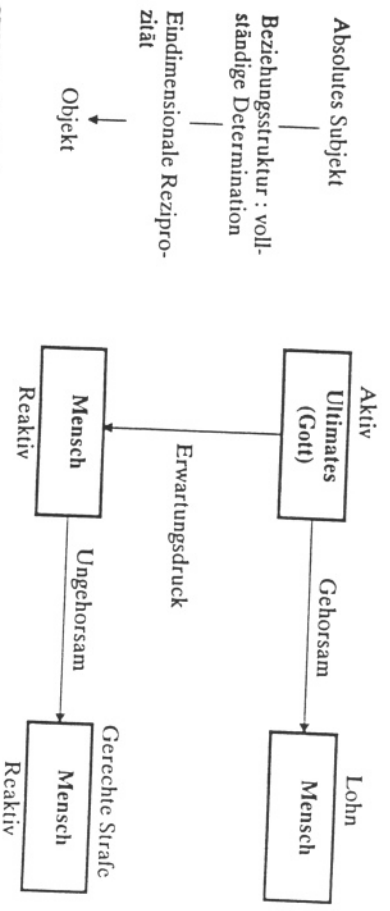 Absolutes Subjekt
Beziehungsstruktur : voll-
ständige Determination
Eindimensionale Rezipro-
zität
Objekt
Aktiv
Ultimates
(Gott)
Gehorsam
Lohn
Mensch
Erwartungsdruck
Mensch
Reaktiv
Ungehorsam
Gerechte Strafe
Mensch
Reaktiv